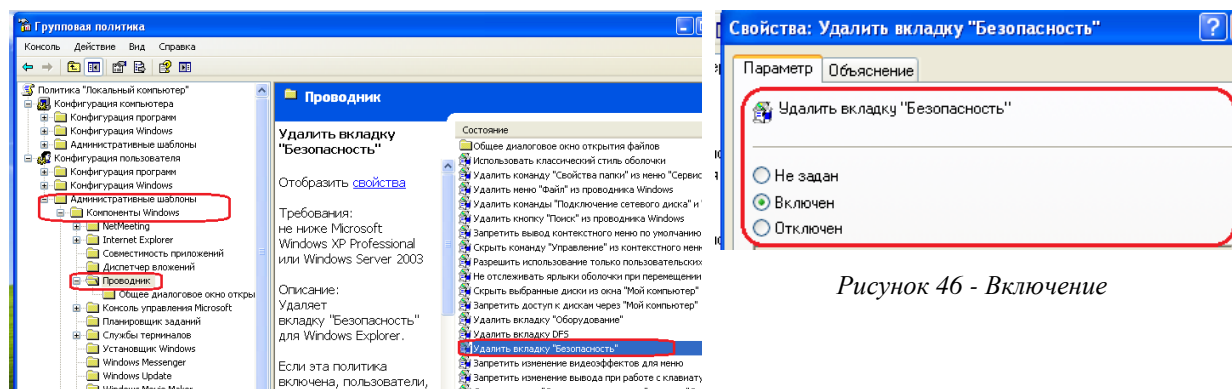 Групповая политика
Консоль Действие Вид Справка
Политика "Локальный компьютер"
Конфигурация компьютера
Конфигурация программ
Конфигурация Windows
Административные шаблоны
Конфигурация пользователя
Конфигурация программ
Конфигурация Windows
Административные шаблоны
Компоненты Windows
NetMeeting
Internet Explorer
Совместимость приложений
Диспетчер вложений
Проводник
Общее диалоговое окно откры
Консоль управления Microsoft
Планировщик заданий
Службы терминалов
Установщик Windows
Windows Messenger
Windows Update
Windows Movie Maker
Проводник
Удалить вкладку
"Безопасность"
Отобразить свойства
Требования:
не ниже Microsoft
Windows XP Professional
или Windows Server 2003
Описание:
Удаляет
вкладку "Безопасность"
для Windows Explorer.
Если эта политика
включена, пользователи,
Состояние
Общее диалоговое окно открытия файлов
Использовать классический стиль оболочки
Удалить команду "Свойства папки" из меню "Сервис
Удалить меню "Файл" из проводника Windows
Удалить команды "Подключение сетевого диска" и
Удалить кнопку "Поиск" из проводника Windows
Запретить вывод контекстного меню по умолчанию
Скрыть команду "Управление" из контекстного мен
Разрешить использование только пользовательских
Не отслеживать ярлыки оболочки при перемещении
Скрыть выбранные диски из окна "Мой компьютер"
Запретить доступ к дискам через "Мой компьютер"
Удалить вкладку "Оборудование"
Удалить вкладку DFS
Удалить вкладку "Безопасность"
Запретить изменение видеоэффектов для меню
Запретить изменение вывода при работе с клавиату
Свойства: Удалить вкладку "Безопасность"
Параметр Объяснение
Удалить вкладку "Безопасность"
Не задан
Включен
Отключен
Рисунок 46 - Включение